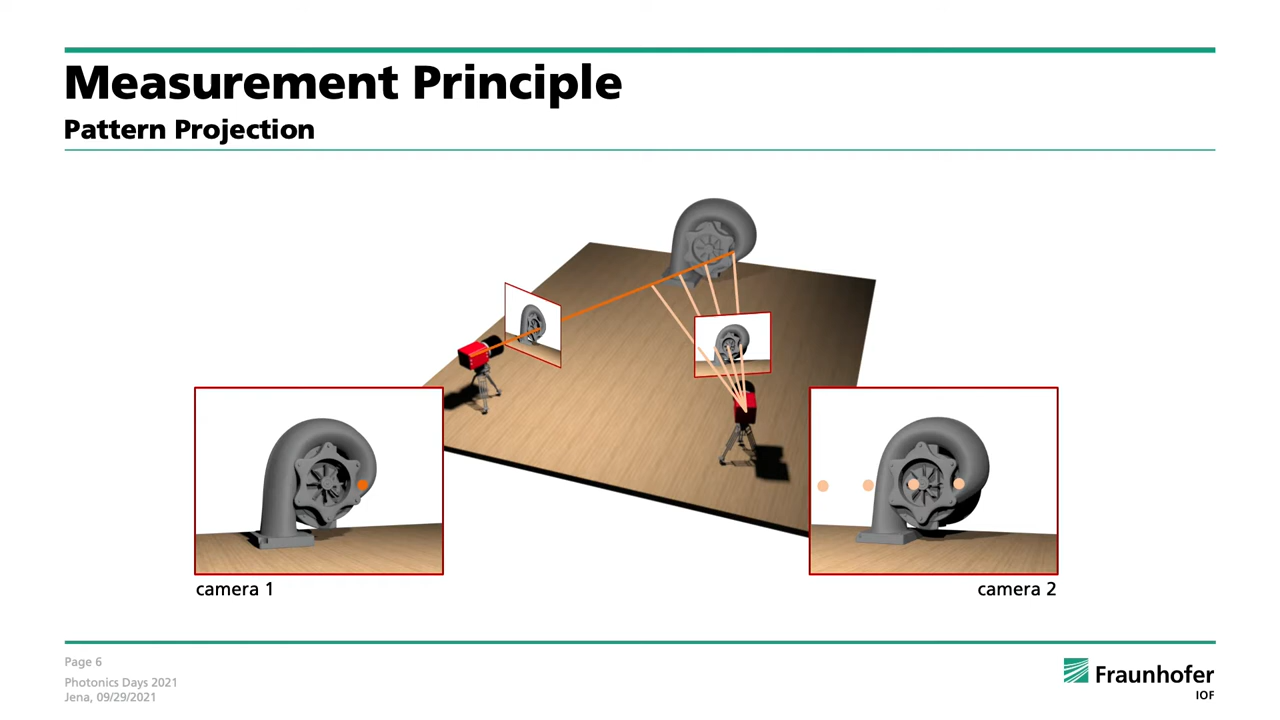 Measurement Principle
Pattern Projection
camera 1
camera 2
Page 6
Photonics Days 2021
Jena, 09/29/2021
Fraunhofer
IOF